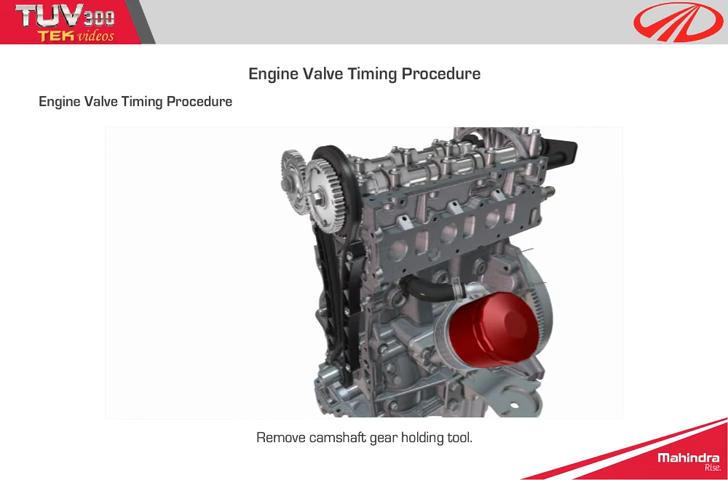 TUV300
TEK videos
Engine Valve Timing Procedure
Engine Valve Timing Procedure
Remove camshaft gear holding tool.
Mahindra
Rise.